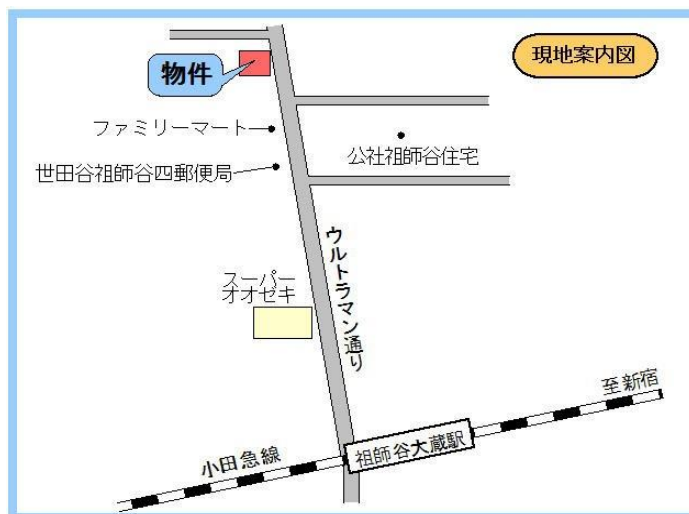 現地案内図
物件
ファミリーマート
公社祖師谷住宅
世田谷祖師谷四郵便局
ウルトラマン通り
スーパー
オオゼキ
至新宿
小田急線
祖師谷大蔵駅